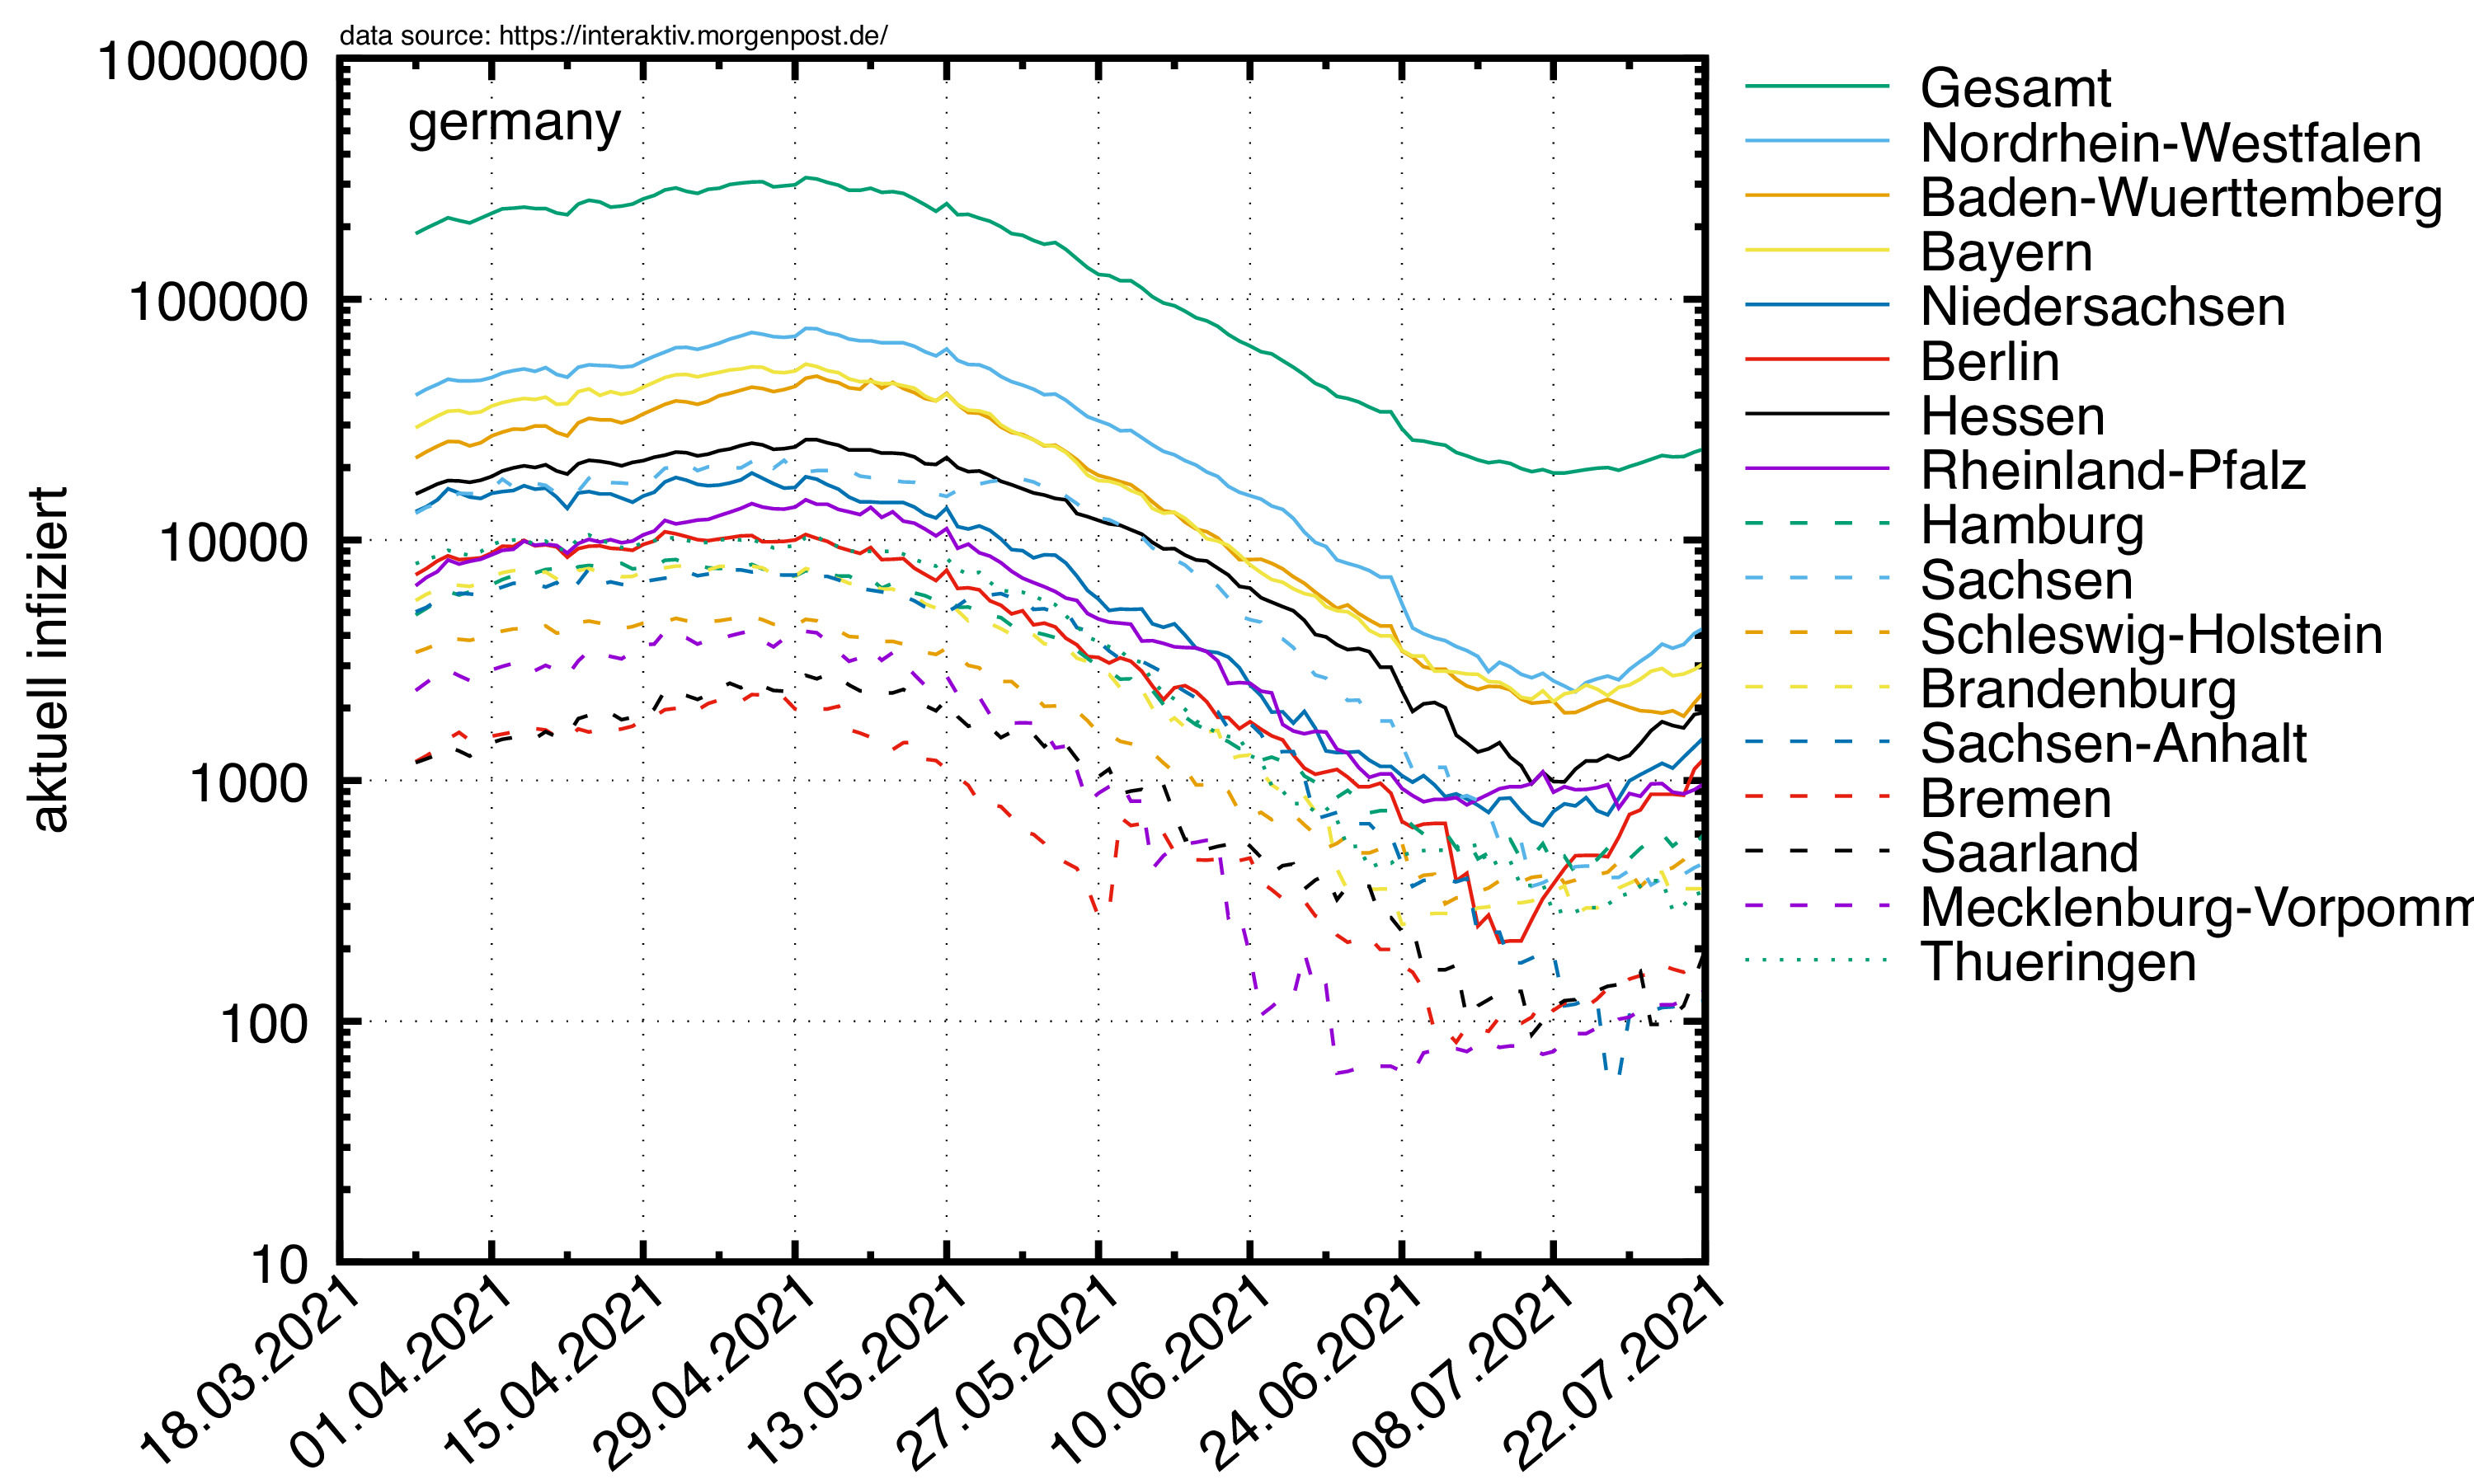 data source: https://interaktiv.morgenpost.de/
germany
aktuell infiziert
1000000
100000
10000
1000
100
10
18.03.2021
01.04.2021
15.04.2021
29.04.2021
13.05.2021
27.05.2021
10.06.2021
24.06.2021
08.07.2021
22.07.2021
Gesamt
Nordrhein-Westfalen
Baden-Wuerttemberg
Bayern
Niedersachsen
Berlin
Hessen
Rheinland-Pfalz
Hamburg
Sachsen
Schleswig-Holstein
Brandenburg
Sachsen-Anhalt
Bremen
Saarland
Mecklenburg-Vorpomm
Thueringen